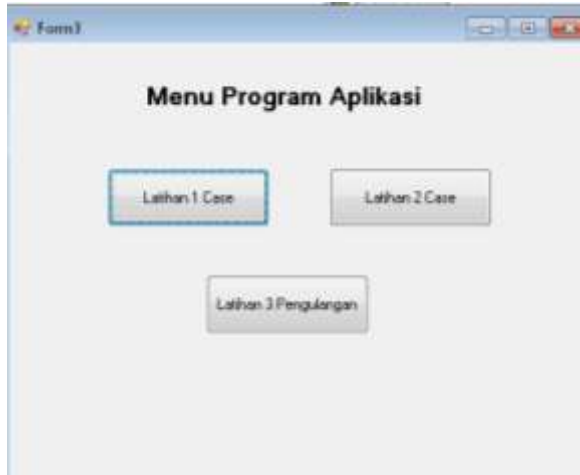 Form3
Menu Program Aplikasi
Latihan 1 Case
Latihan 2 Case
Latihan 3 Pengulangan